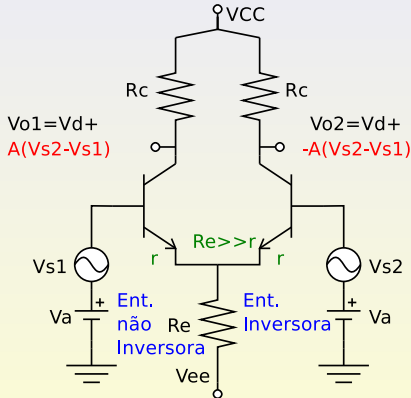 VCC
Rc
Rc
Vo1=Vd+
A(Vs2-Vs1)
Vo2=Vd+
-A(Vs2-Vs1)
Re>>r
r
r
Vs1
Vs2
Va
+
Ent.
não
Inversora
Re
Ent.
Inversora
+
Va
Vee